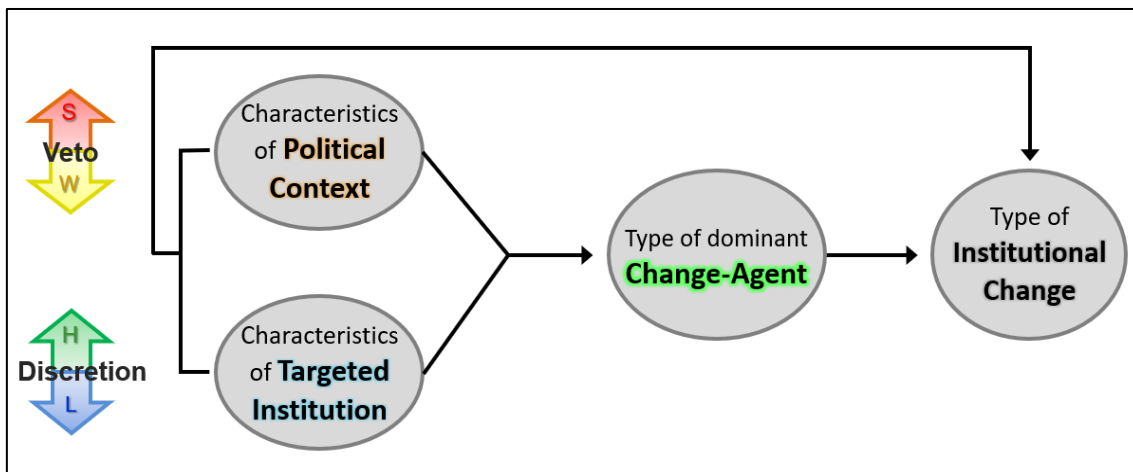 S
Veto
W
Characteristics
of Political
Context
H
Discretion
L
Characteristics
of Targeted
Institution
Type of dominant
Change-Agent
Type of
Institutional
Change